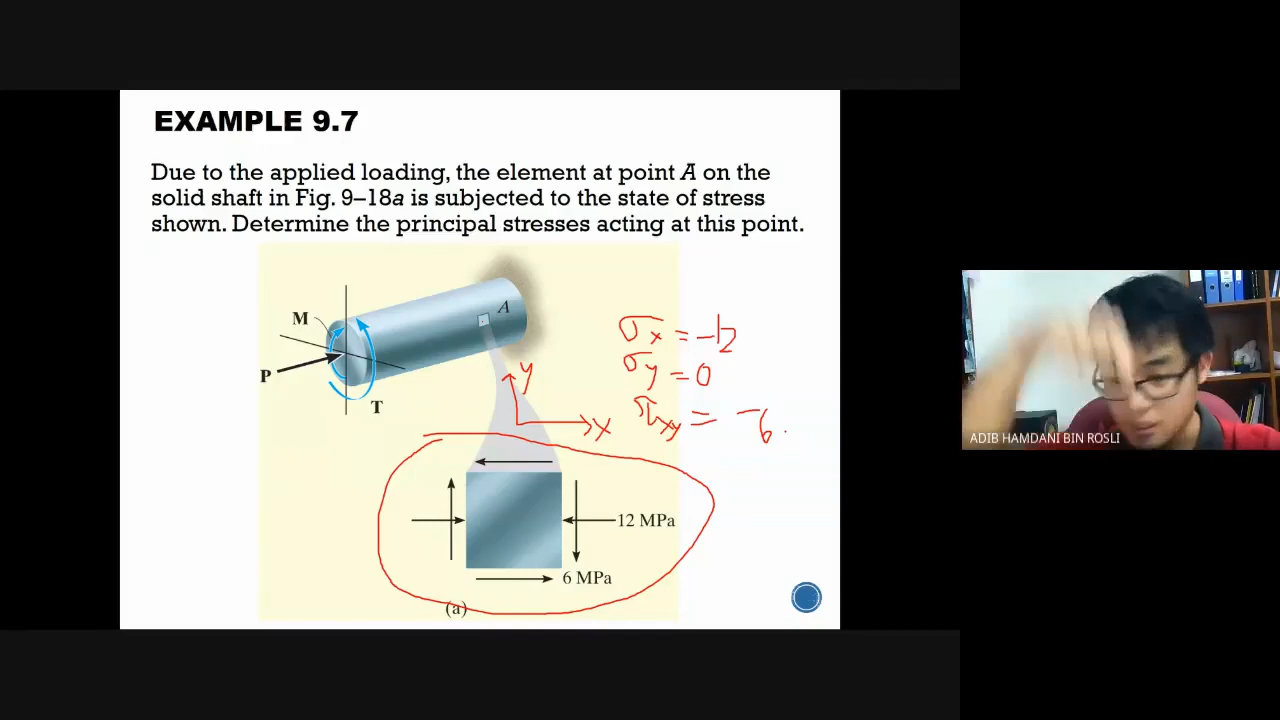 EXAMPLE 9.7
Due to the applied loading, the element at point A on the
solid shaft in Fig. 9–18a is subjected to the state of stress
shown. Determine the principal stresses acting at this point.
A
M
P
T
σx = -12
σy = 0
τxy = -6
y
x
12 MPa
6 MPa
(a)
ADIB HAMDANI BIN ROSLI